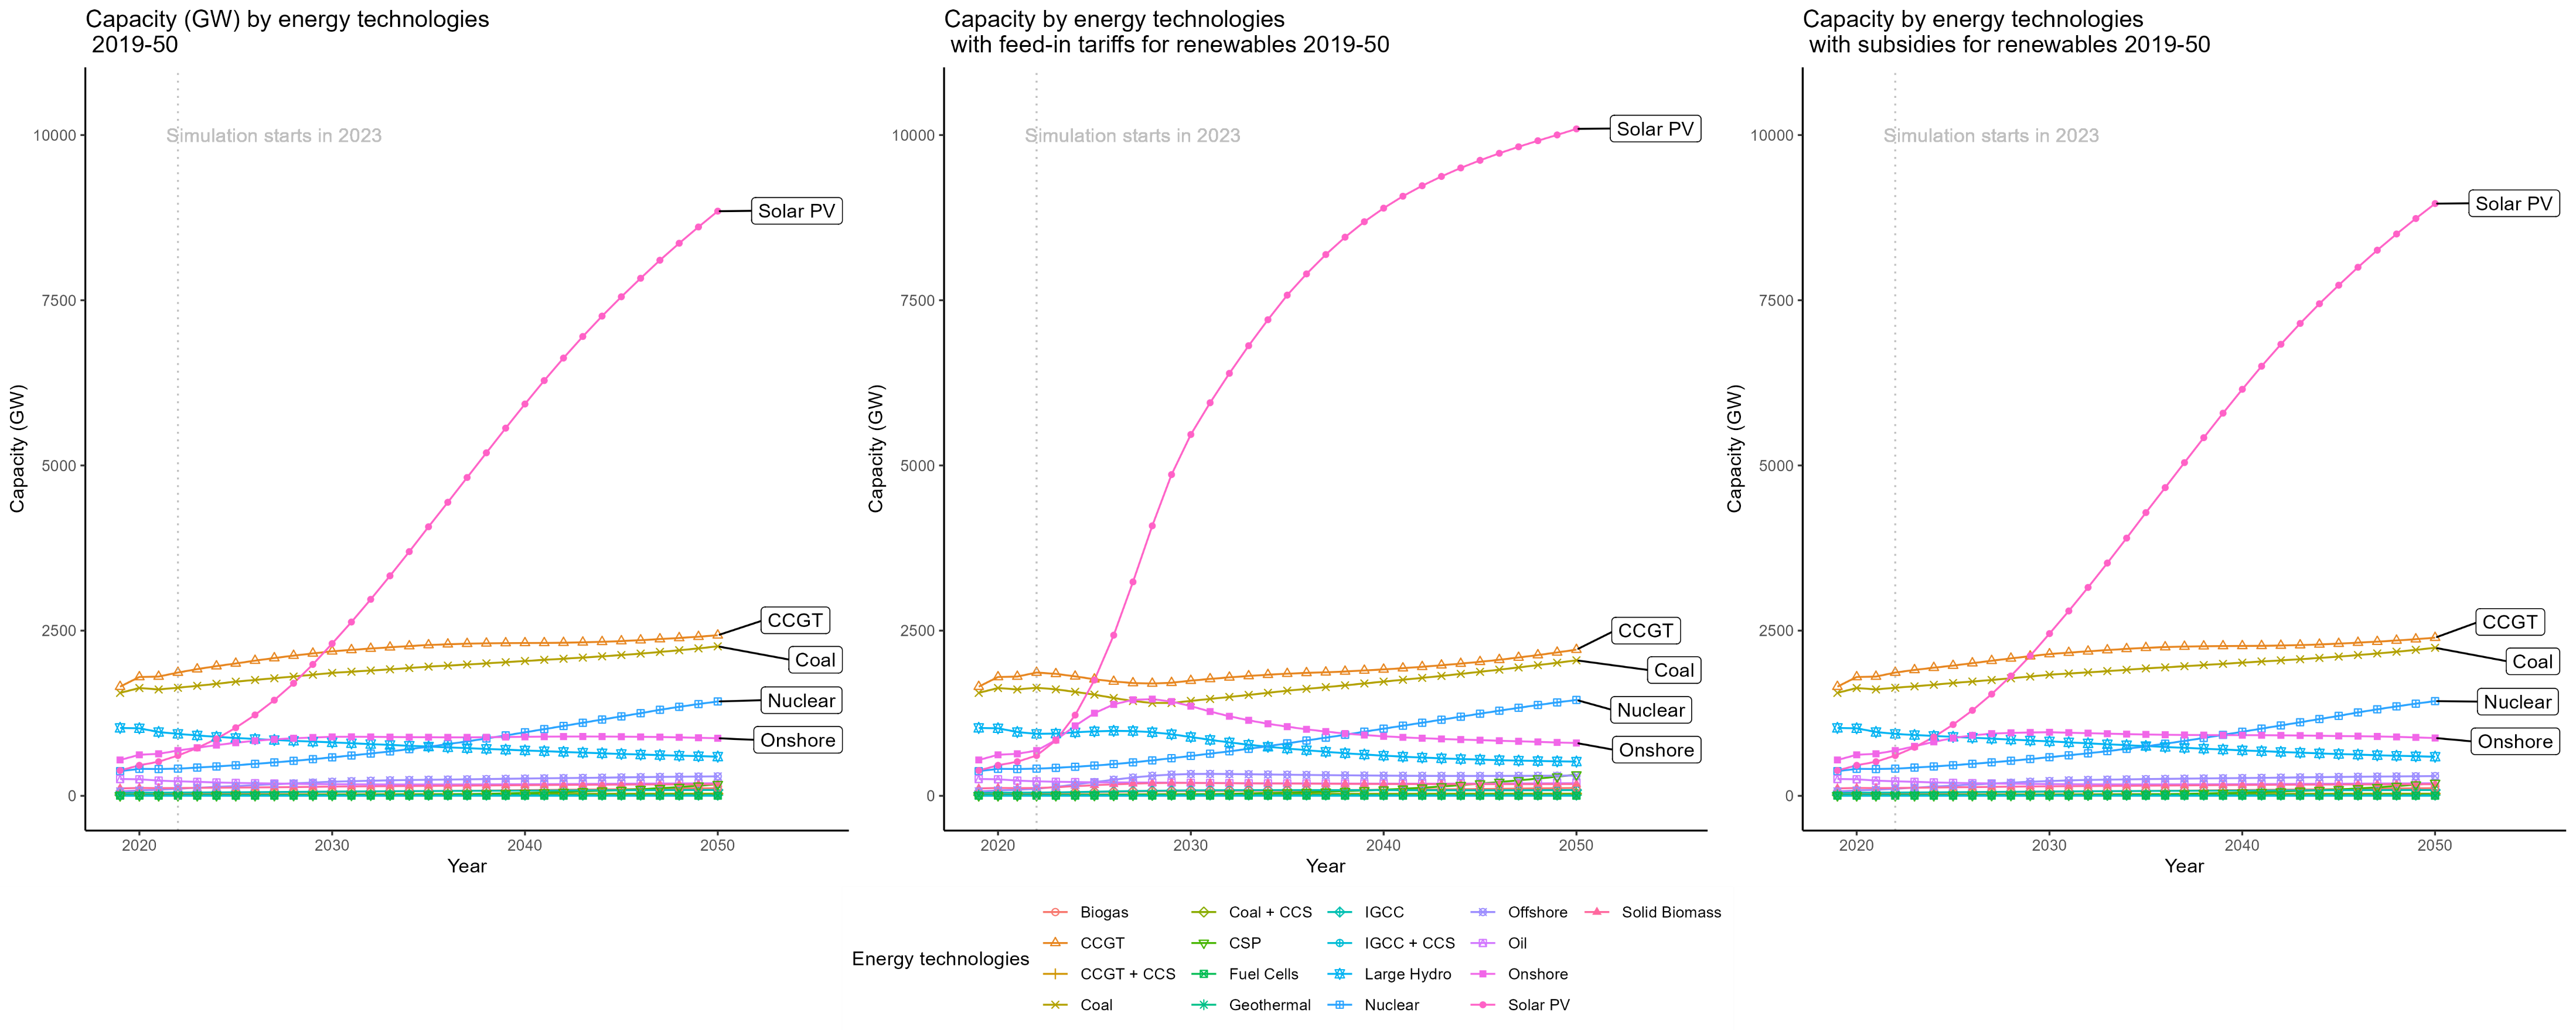 Capacity (GW) by energy technologies
2019-50
Capacity (GW)
10000
7500
5000
2500
0
Simulation starts in 2023
Solar PV
CCGT
Coal
Nuclear
Onshore
2020 2030 2040 2050
Year
Capacity by energy technologies
with feed-in tariffs for renewables 2019-50
Capacity (GW)
10000
7500
5000
2500
0
Simulation starts in 2023
Solar PV
CCGT
Coal
Nuclear
Onshore
2020 2030 2040 2050
Year
Capacity by energy technologies
with subsidies for renewables 2019-50
Capacity (GW)
10000
7500
5000
2500
0
Simulation starts in 2023
Solar PV
CCGT
Coal
Nuclear
Onshore
2020 2030 2040 2050
Year
Energy technologies
Biogas
CCGT
CCGT + CCS
Coal
Coal + CCS
CSP
Fuel Cells
Geothermal
IGCC
IGCC + CCS
Large Hydro
Nuclear
Offshore
Oil
Onshore
Solar PV
Solid Biomass